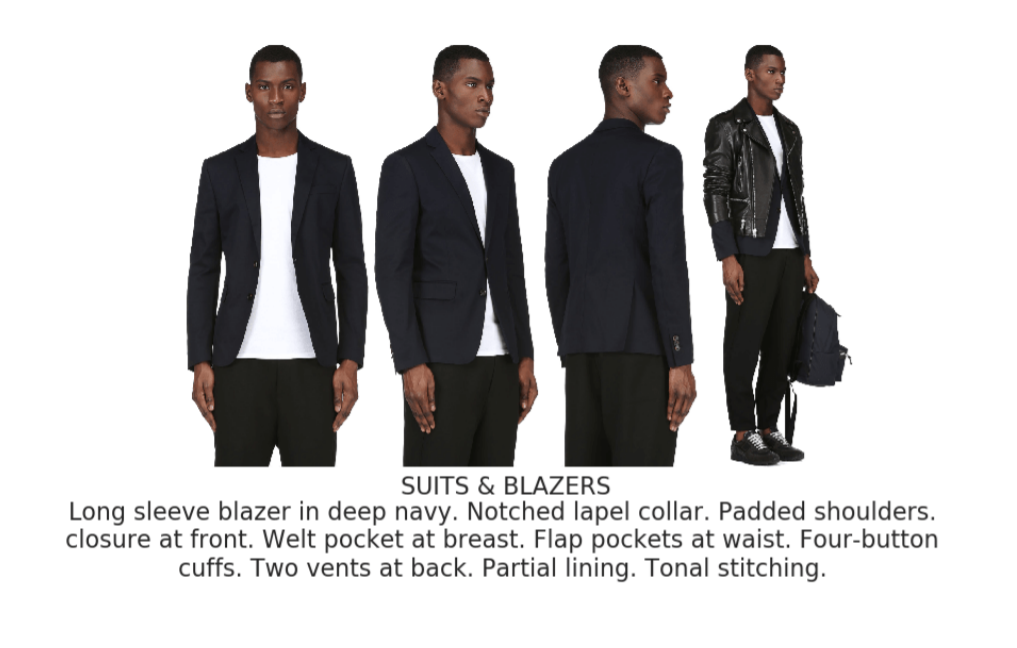 SUITS & BLAZERS
Long sleeve blazer in deep navy. Notched lapel collar. Padded shoulders.
closure at front. Welt pocket at breast. Flap pockets at waist. Four-button
cuffs. Two vents at back. Partial lining. Tonal stitching.